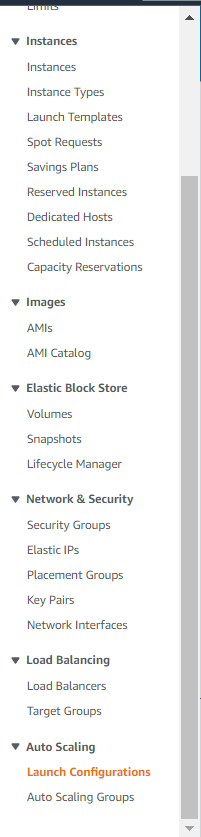 Limits
Instances
Instances
Instance Types
Launch Templates
Spot Requests
Savings Plans
Reserved Instances
Dedicated Hosts
Scheduled Instances
Capacity Reservations
Images
AMIs
AMI Catalog
Elastic Block Store
Volumes
Snapshots
Lifecycle Manager
Network & Security
Security Groups
Elastic IPs
Placement Groups
Key Pairs
Network Interfaces
Load Balancing
Load Balancers
Target Groups
Auto Scaling
Launch Configurations
Auto Scaling Groups